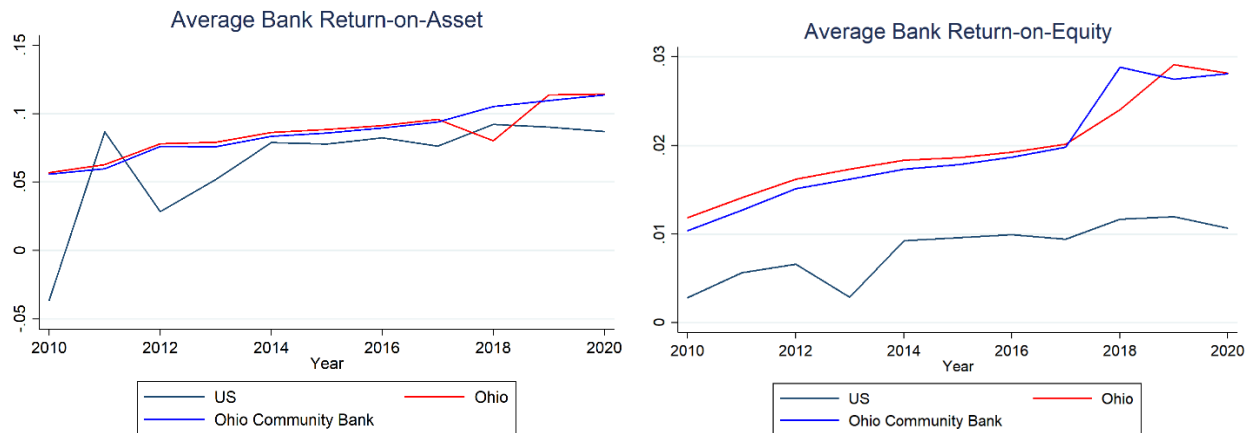 Average Bank Return-on-Asset
.15
.1
.05
0
-.05
2010 2012 2014 2016 2018 2020
Year
US Ohio
Ohio Community Bank
Average Bank Return-on-Equity
.03
.02
.01
0
2010 2012 2014 2016 2018 2020
Year
US Ohio
Ohio Community Bank